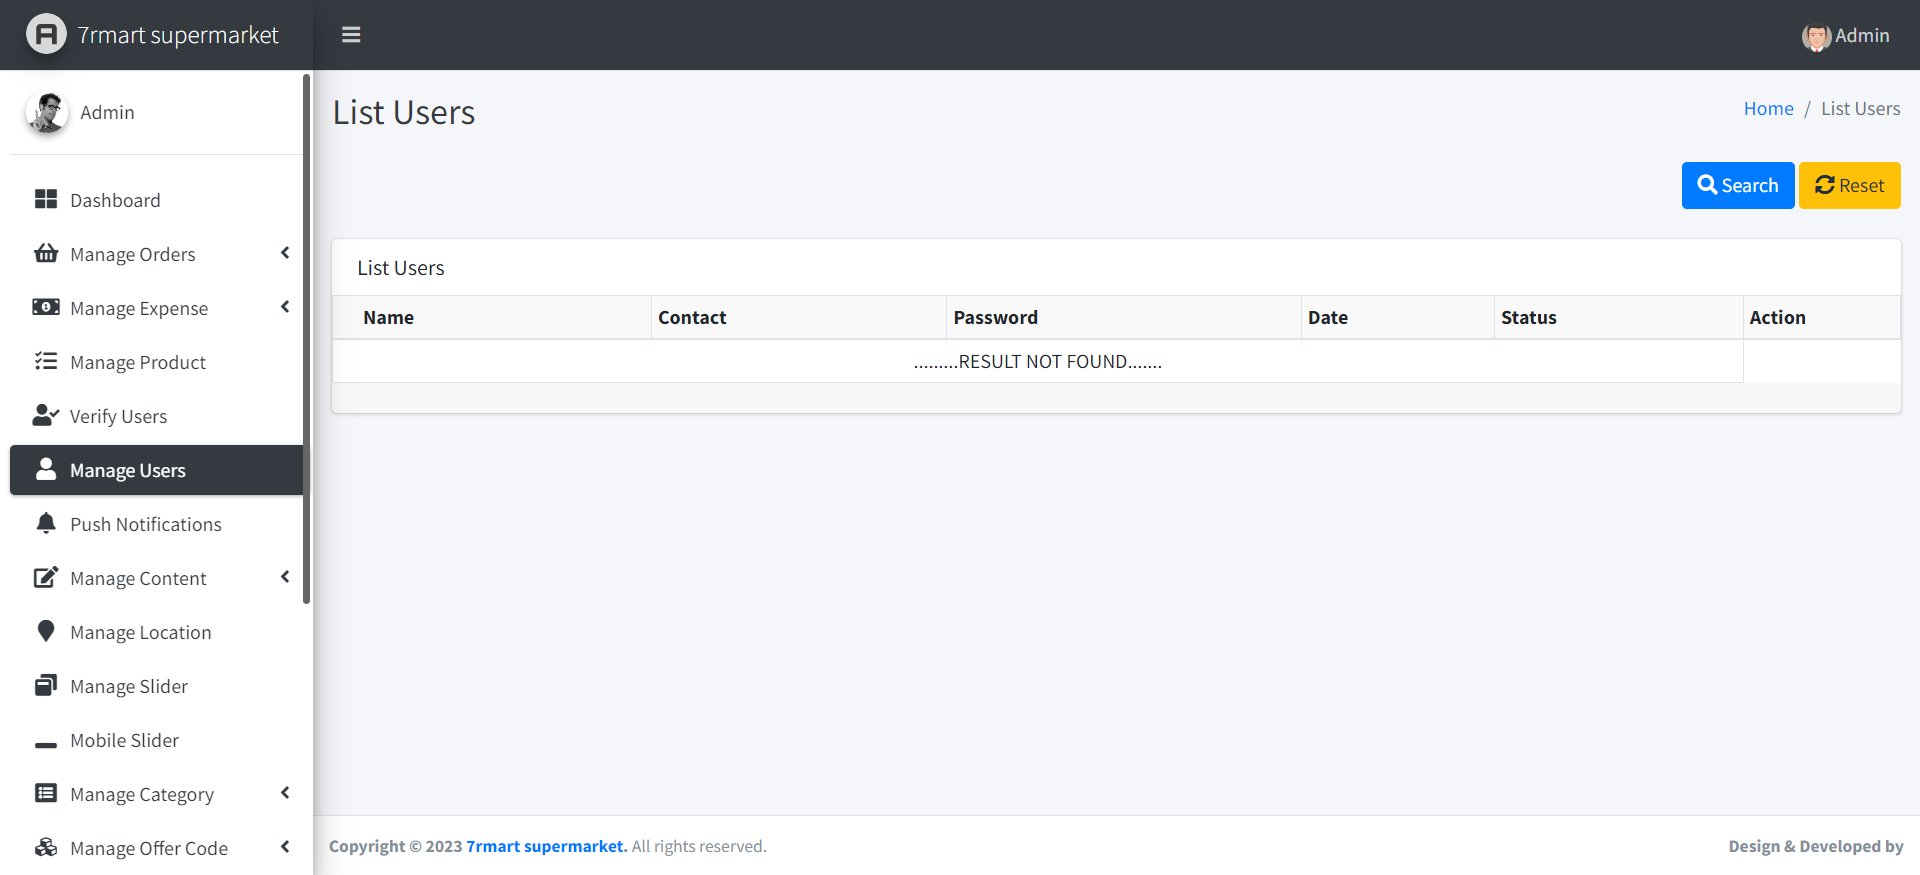 7rmart supermarket
Admin
Admin
Dashboard
Manage Orders
Manage Expense
Manage Product
Verify Users
Manage Users
Push Notifications
Manage Content
Manage Location
Manage Slider
Mobile Slider
Manage Category
Manage Offer Code
List Users
Home / List Users
Search
Reset
List Users
Name Contact Password Date Status Action
.........RESULT NOT FOUND.......
Copyright © 2023 7rmart supermarket. All rights reserved.
Design & Developed by